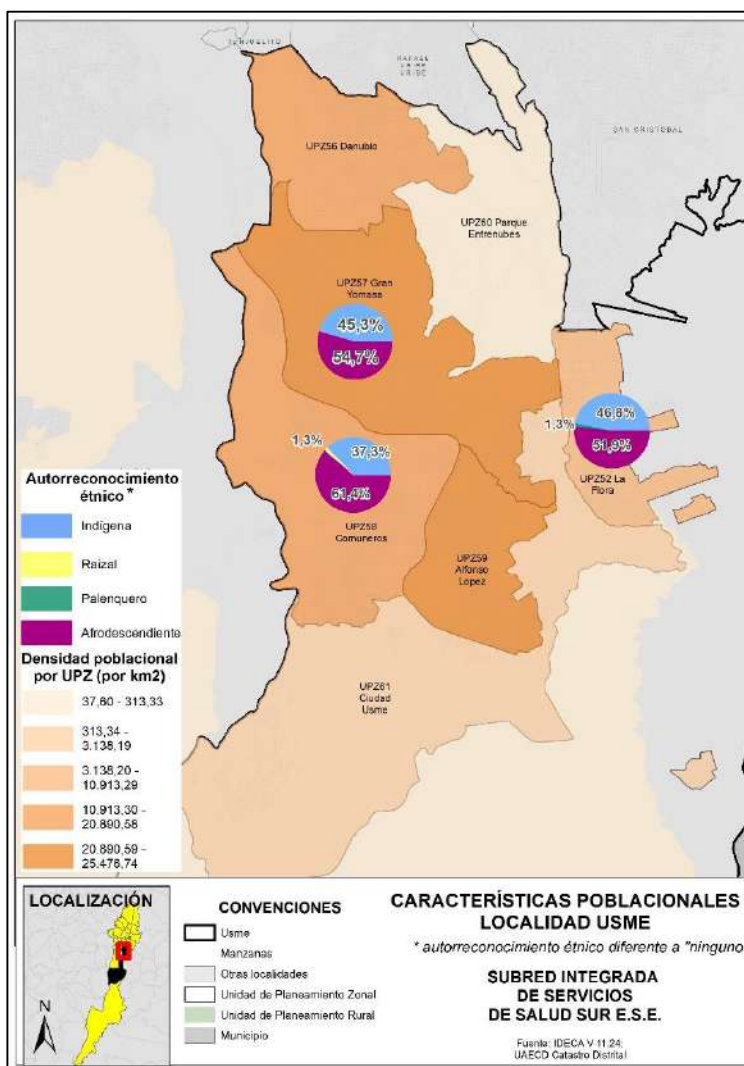 TUNJUELITO
RAFAEL
URIBE
URIBE
SAN CRISTOBAL
UPZ56 Danubio
UPZ60 Parque
Entrenubes
UPZ57 Gran
Yomasa
45,3%
54,7%
46,8%
1,3%
51,9%
UPZ52 La
Flora
1,3%
37,3%
61,4%
UPZ58
Comuneros
UPZ59
Alfonso
Lopez
UPZ61
Ciudad
Usme
Autorreconocimiento
étnico *
Indígena
Raizal
Palenquero
Afrodescendiente
Densidad poblacional
por UPZ (por km2)
37,60 - 313,33
313,34 -
3.138,19
3.138,20 -
10.913,29
10.913,30 -
20.890,58
20.890,59 -
25.476,74
LOCALIZACIÓN
N
CONVENCIONES
Usme
Manzanas
Otras localidades
Unidad de Planeamiento Zonal
Unidad de Planeamiento Rural
Municipio
CARACTERÍSTICAS POBLACIONALES
LOCALIDAD USME
* autorreconocimiento étnico diferente a "ninguno
SUBRED INTEGRADA
DE SERVICIOS
DE SALUD SUR E.S.E.
Fuente: IDECA V 11.24;
UAECD Catastro Distrital